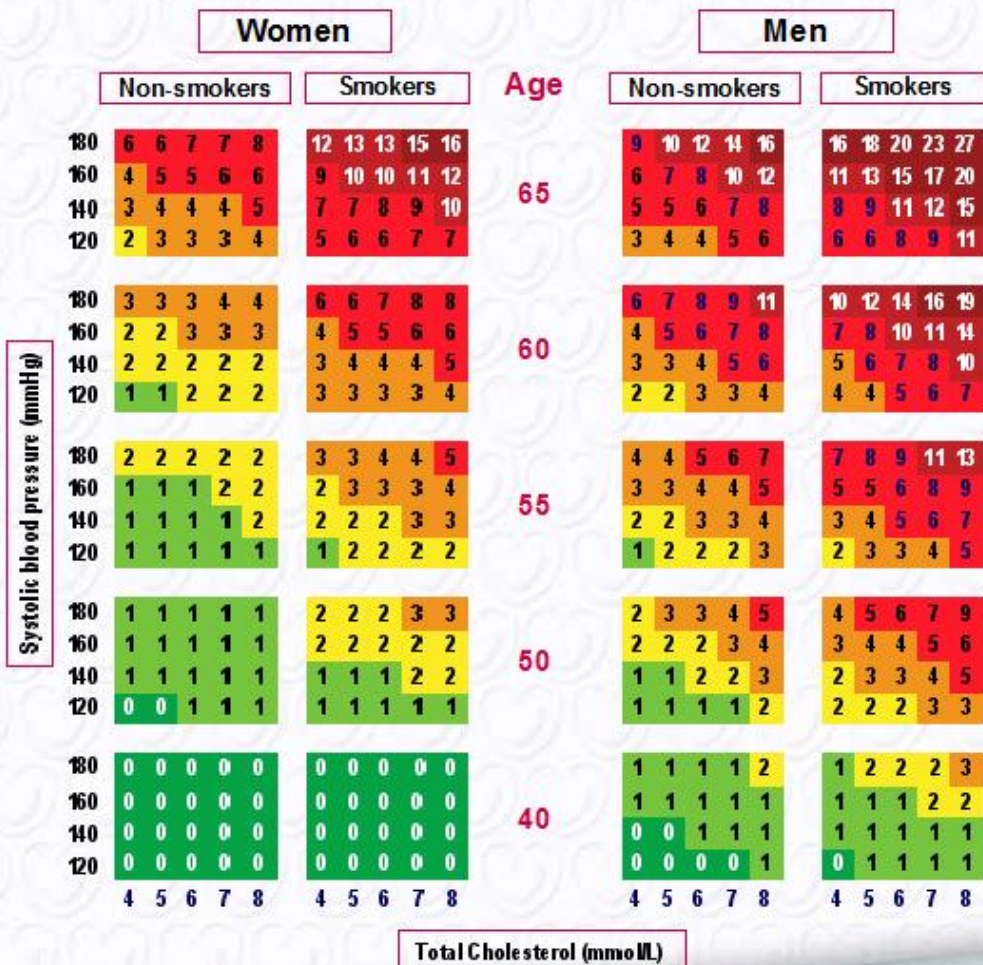 Women Men
Non-smokers Smokers Age Non-smokers Smokers
180 6 6 7 7 8 12 13 13 15 16 9 10 12 14 16 16 18 20 23 27
160 4 5 5 6 6 9 10 10 11 12 6 7 8 10 12 11 13 15 17 20
65
140 3 4 4 4 5 7 7 8 9 10 5 5 6 7 8 8 9 11 12 15
120 2 3 3 3 4 5 6 6 7 7 3 4 4 5 6 6 6 8 9 11
180 3 3 3 4 4 6 6 7 8 8 6 7 8 9 11 10 12 14 16 19
160 2 2 3 3 3 4 5 5 6 6 4 5 6 7 8 7 8 10 11 14
60
140 2 2 2 2 2 3 4 4 4 5 3 3 4 5 6 5 6 7 8 10
120 1 1 2 2 2 3 3 3 3 4 2 2 3 3 4 4 4 5 6 7
Systolic blood pressure (mmHg)
180 2 2 2 2 2 3 3 4 4 5 4 4 5 6 7 7 8 9 11 13
160 1 1 1 2 2 2 3 3 3 4 3 3 4 4 5 5 5 6 8 9
55
140 1 1 1 1 2 2 2 2 3 3 2 2 3 3 4 3 4 5 6 7
120 1 1 1 1 1 1 2 2 2 2 1 2 2 2 3 2 3 3 4 5
180 1 1 1 1 1 2 2 2 3 3 2 3 3 4 5 4 5 6 7 9
160 1 1 1 1 1 2 2 2 2 2 2 2 2 3 4 3 4 4 5 6
50
140 1 1 1 1 1 1 1 1 2 2 1 1 2 2 3 2 3 3 4 5
120 0 0 1 1 1 1 1 1 1 1 1 1 1 1 2 2 2 2 3 3
180 0 0 0 0 0 0 0 0 0 0 1 1 1 1 2 1 2 2 2 3
160 0 0 0 0 0 0 0 0 0 0 1 1 1 1 1 1 1 1 2 2
40
140 0 0 0 0 0 0 0 0 0 0 0 0 1 1 1 1 1 1 1 1
120 0 0 0 0 0 0 0 0 0 0 0 0 0 0 1 0 1 1 1 1
4 5 6 7 8 4 5 6 7 8 4 5 6 7 8 4 5 6 7 8
Total Cholesterol (mmol/L)